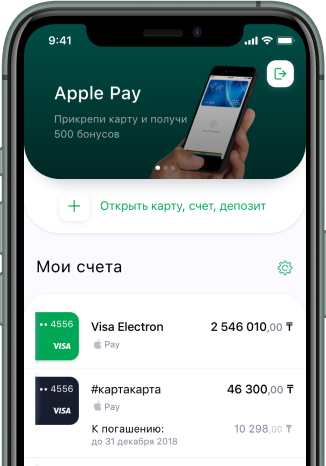 9:41
Apple Pay
Прикрепи карту и получи
500 бонусов
Открыть карту, счет, депозит
Мои счета
•• 4556
VISA
Visa Electron
Pay
2 546 010,00 ₸
•• 4556
VISA
#картакарта
Pay
46 300,00 ₸
К погашению:
до 31 декабря 2018
10 298,00 ₸